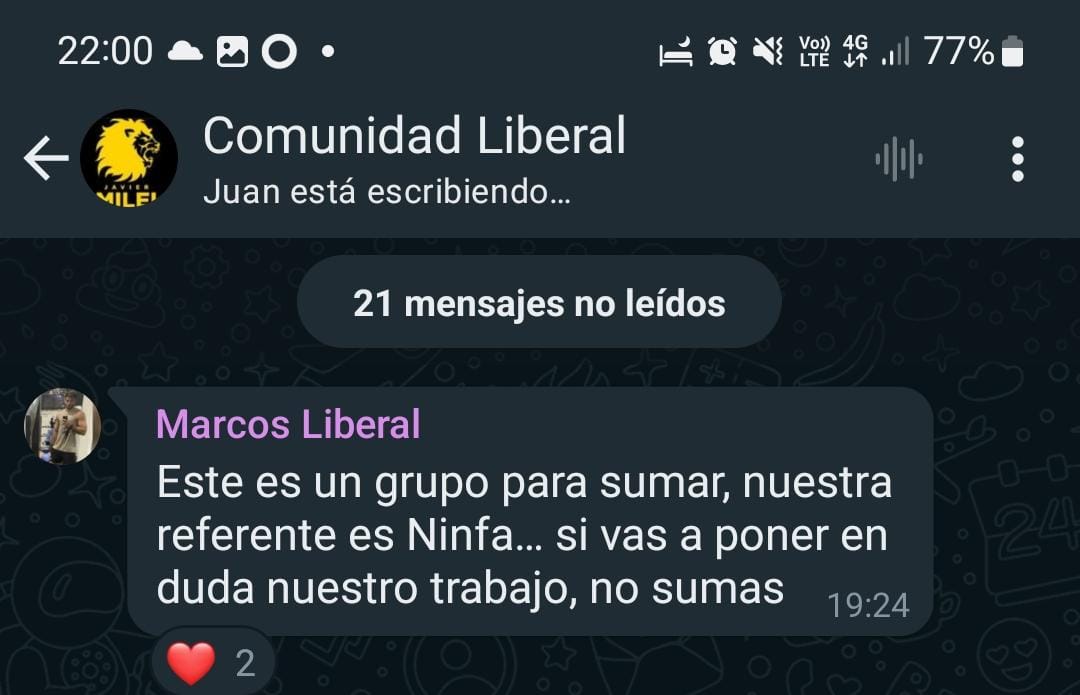 22:00
Vo))
LTE
4G
77%
Comunidad Liberal
Juan está escribiendo...
JAVIER
MILEI
21 mensajes no leídos
Marcos Liberal
Este es un grupo para sumar, nuestra
referente es Ninfa... si vas a poner en
duda nuestro trabajo, no sumas
19:24
2